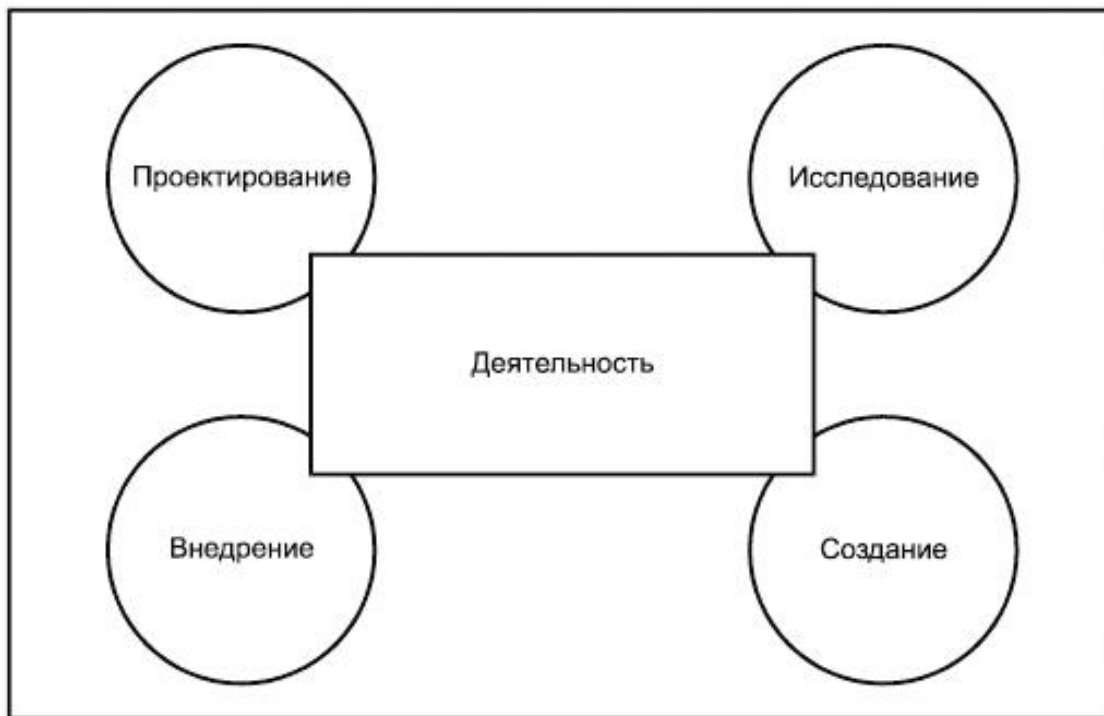 Проектирование
Исследование
Деятельность
Внедрение
Создание